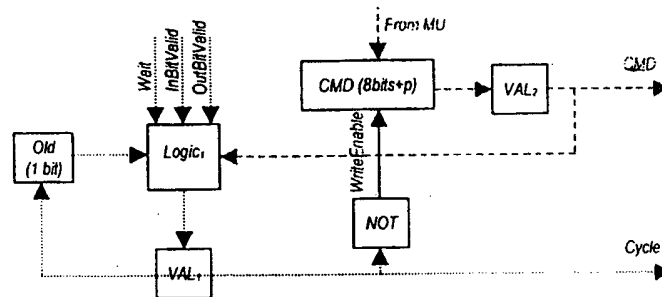 From MU
Wait
InBitValid
OutBitValid
CMD (8bits+p)
VAL₂
CMD
Old
(1 bit)
Logic₁
WriteEnable
NOT
VAL₁
Cycle